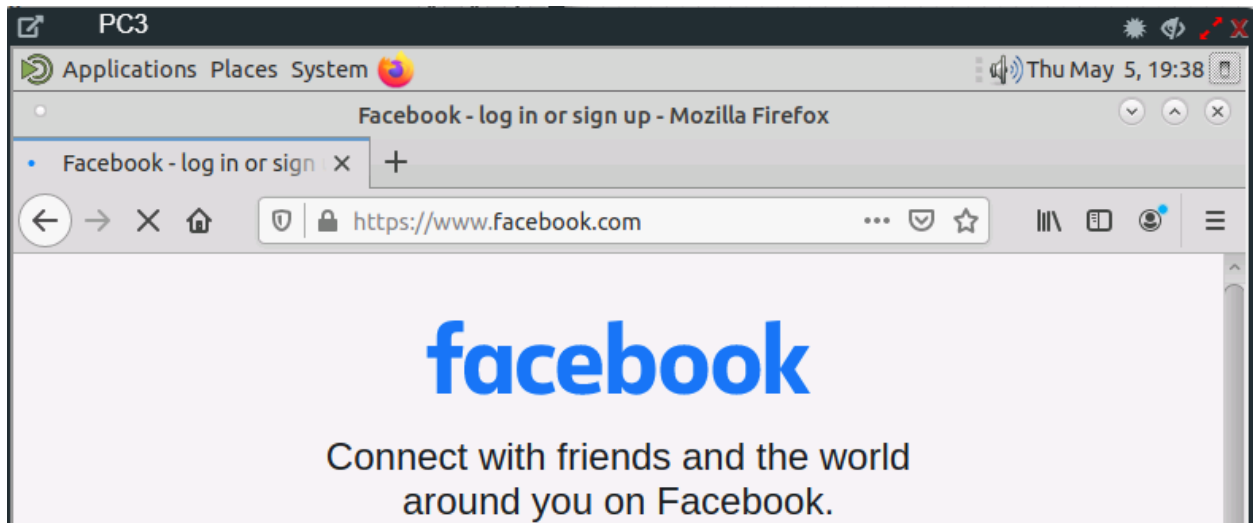 PC3
Applications Places System
Thu May 5, 19:38
Facebook - log in or sign up - Mozilla Firefox
Facebook - log in or sign
https://www.facebook.com
facebook
Connect with friends and the world
around you on Facebook.